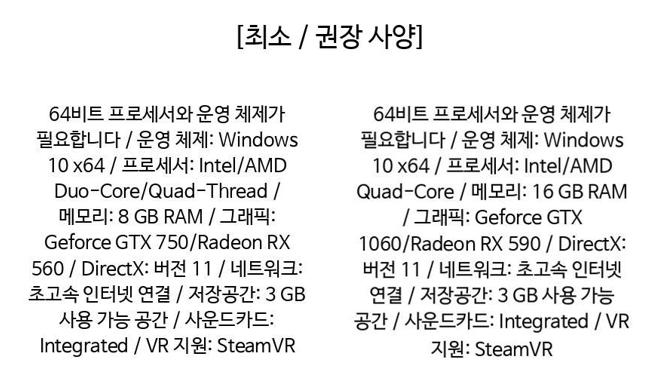 [최소 / 권장 사양]
64비트 프로세서와 운영 체제가
필요합니다 / 운영 체제: Windows
10 x64 / 프로세서: Intel/AMD
Duo-Core/Quad-Thread /
메모리: 8 GB RAM / 그래픽:
Geforce GTX 750/Radeon RX
560 / DirectX: 버전 11 / 네트워크:
초고속 인터넷 연결 / 저장공간: 3 GB
사용 가능 공간 / 사운드카드:
Integrated / VR 지원: SteamVR
64비트 프로세서와 운영 체제가
필요합니다 / 운영 체제: Windows
10 x64 / 프로세서: Intel/AMD
Quad-Core / 메모리: 16 GB RAM
/ 그래픽: Geforce GTX
1060/Radeon RX 590 / DirectX:
버전 11 / 네트워크: 초고속 인터넷
연결 / 저장공간: 3 GB 사용 가능
공간 / 사운드카드: Integrated / VR
지원: SteamVR